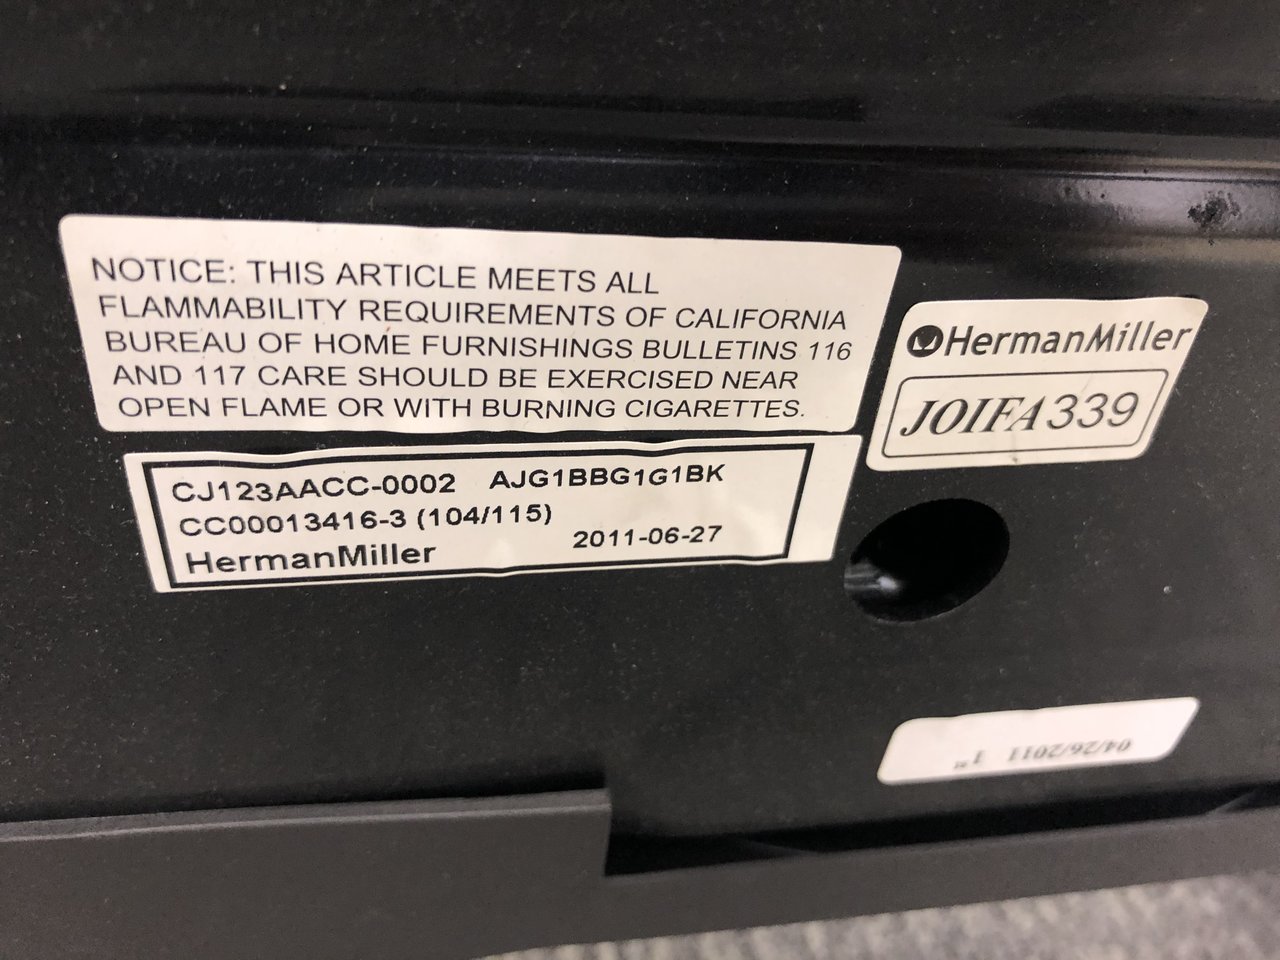 NOTICE: THIS ARTICLE MEETS ALL
FLAMMABILITY REQUIREMENTS OF CALIFORNIA
BUREAU OF HOME FURNISHINGS BULLETINS 116
AND 117 CARE SHOULD BE EXERCISED NEAR
OPEN FLAME OR WITH BURNING CIGARETTES.
HermanMiller
JOIFA339
CJ123AACC-0002 AJG1BBG1G1BK
CC00013416-3 (104/115)
HermanMiller 2011-06-27
04/26/2011